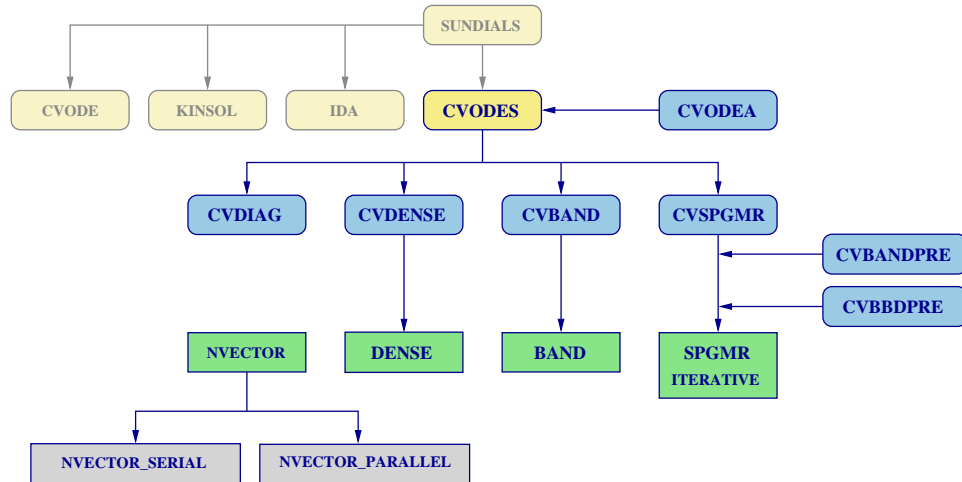 SUNDIALS
CVODE
KINSOL
IDA
CVODES
CVODEA
CVDIAG
CVDENSE
CVBAND
CVSPGMR
CVBANDPRE
CVBBDPRE
NVECTOR
DENSE
BAND
SPGMR
ITERATIVE
NVECTOR_SERIAL
NVECTOR_PARALLEL